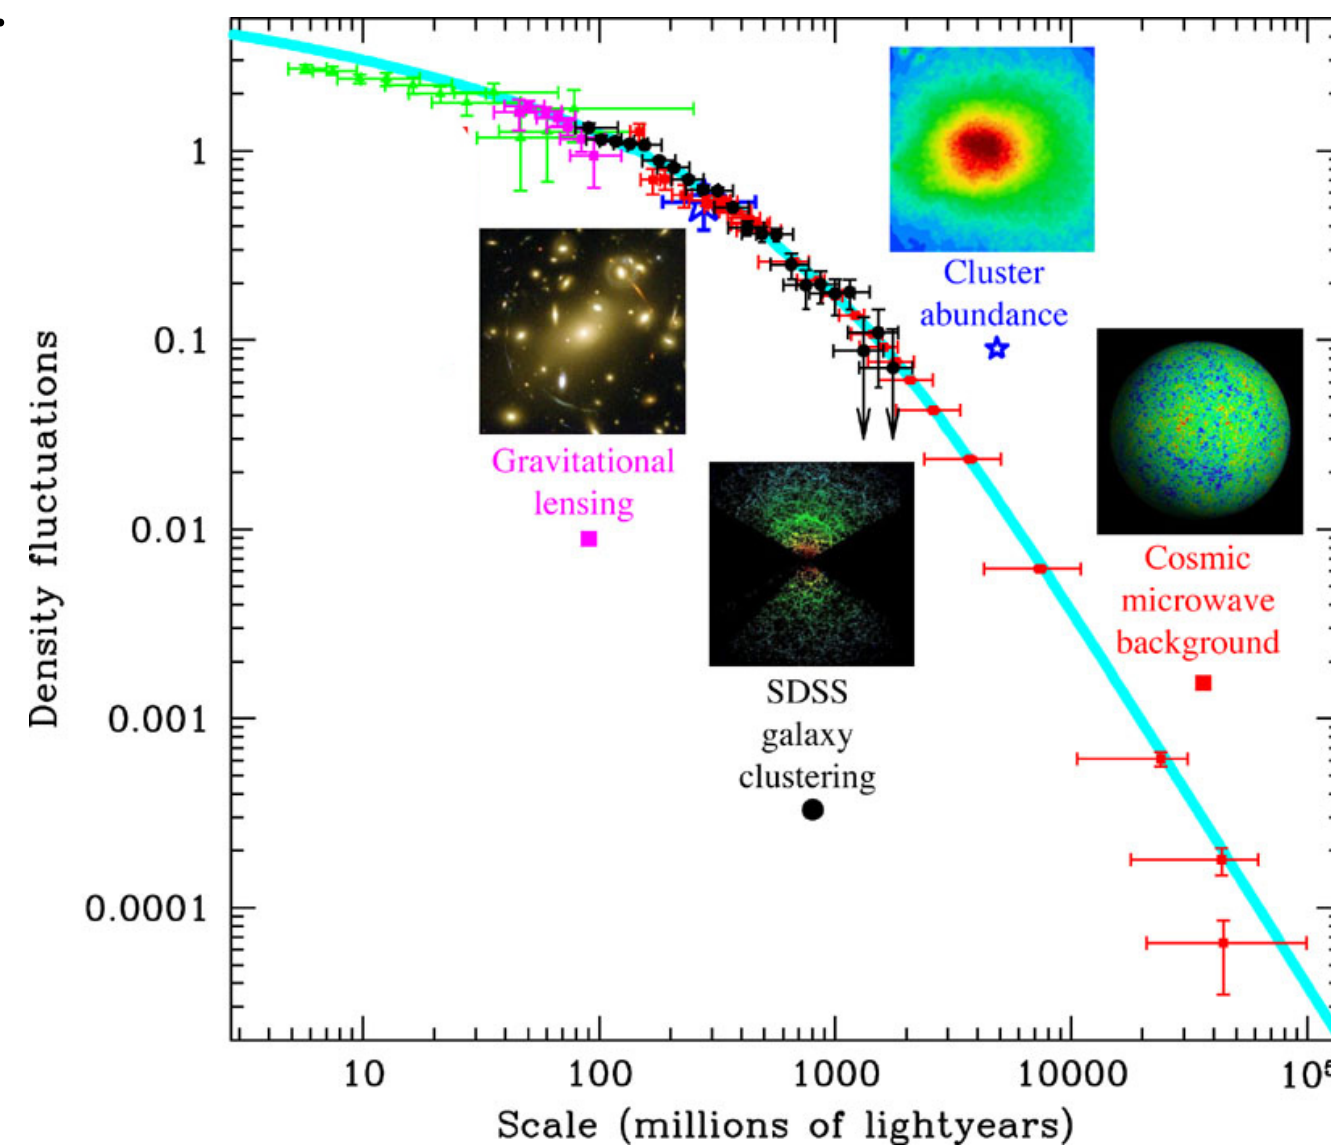 1
0.1
0.01
0.001
0.0001
Density fluctuations
Cluster
abundance
Gravitational
lensing
Cosmic
microwave
background
SDSS
galaxy
clustering
10
100
1000
10000
Scale (millions of lightyears)